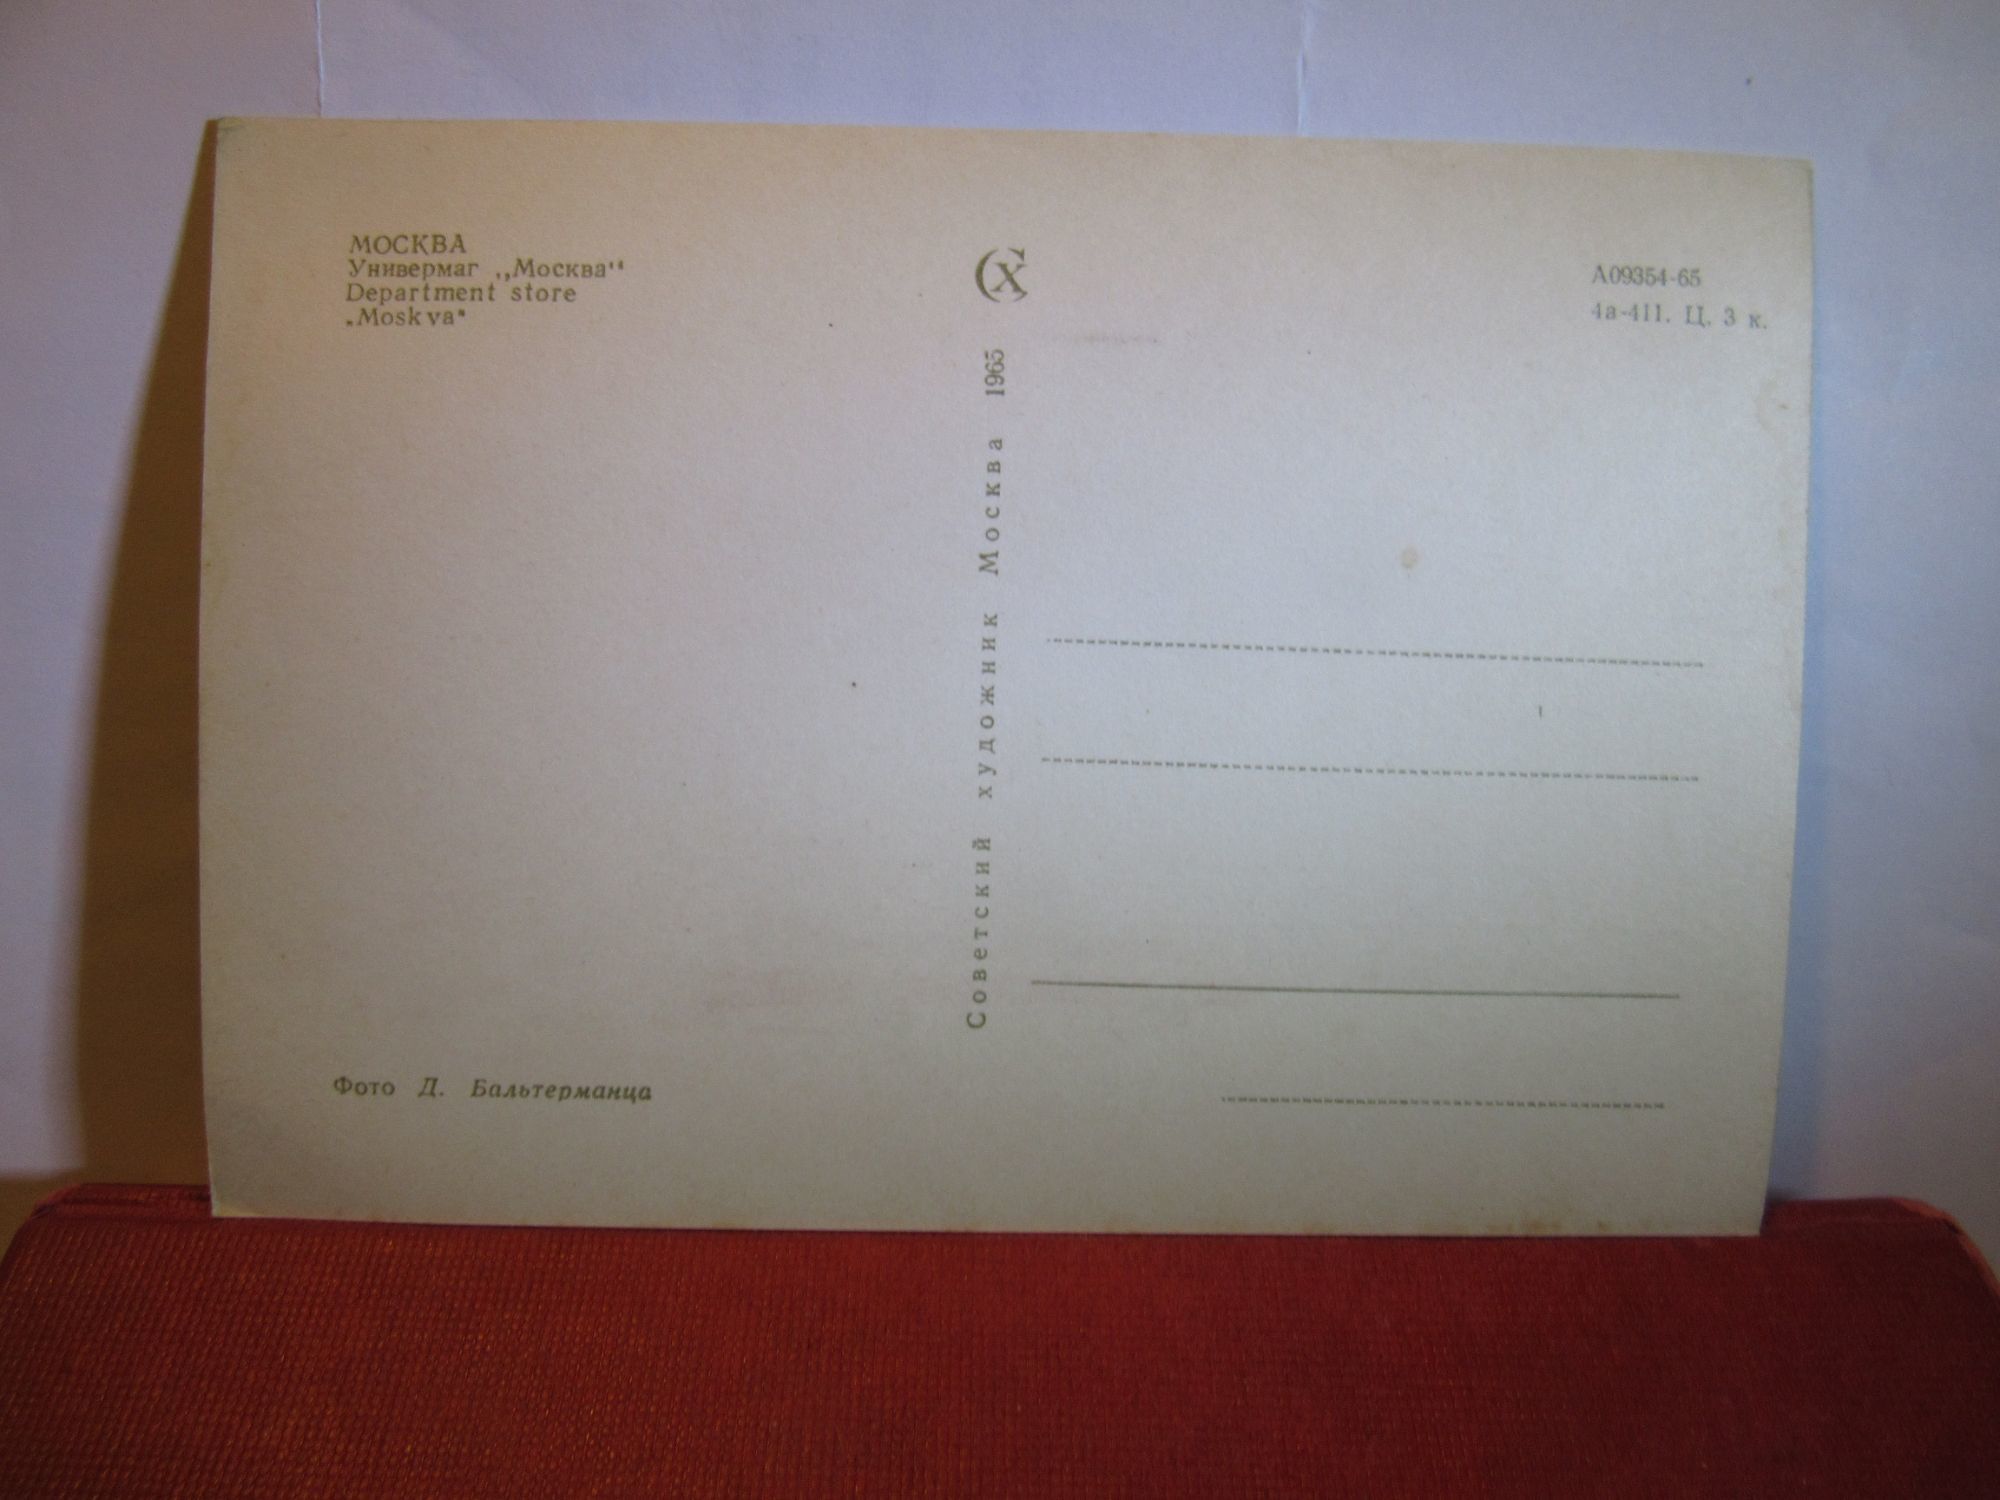 МОСКВА
Универмаг ,,Москва"
Department store
„Moskva"
СХ
А09354-65
4а-411. Ц. 3 к.
Советский художник Москва 1965
Фото Д. Бальтерманца